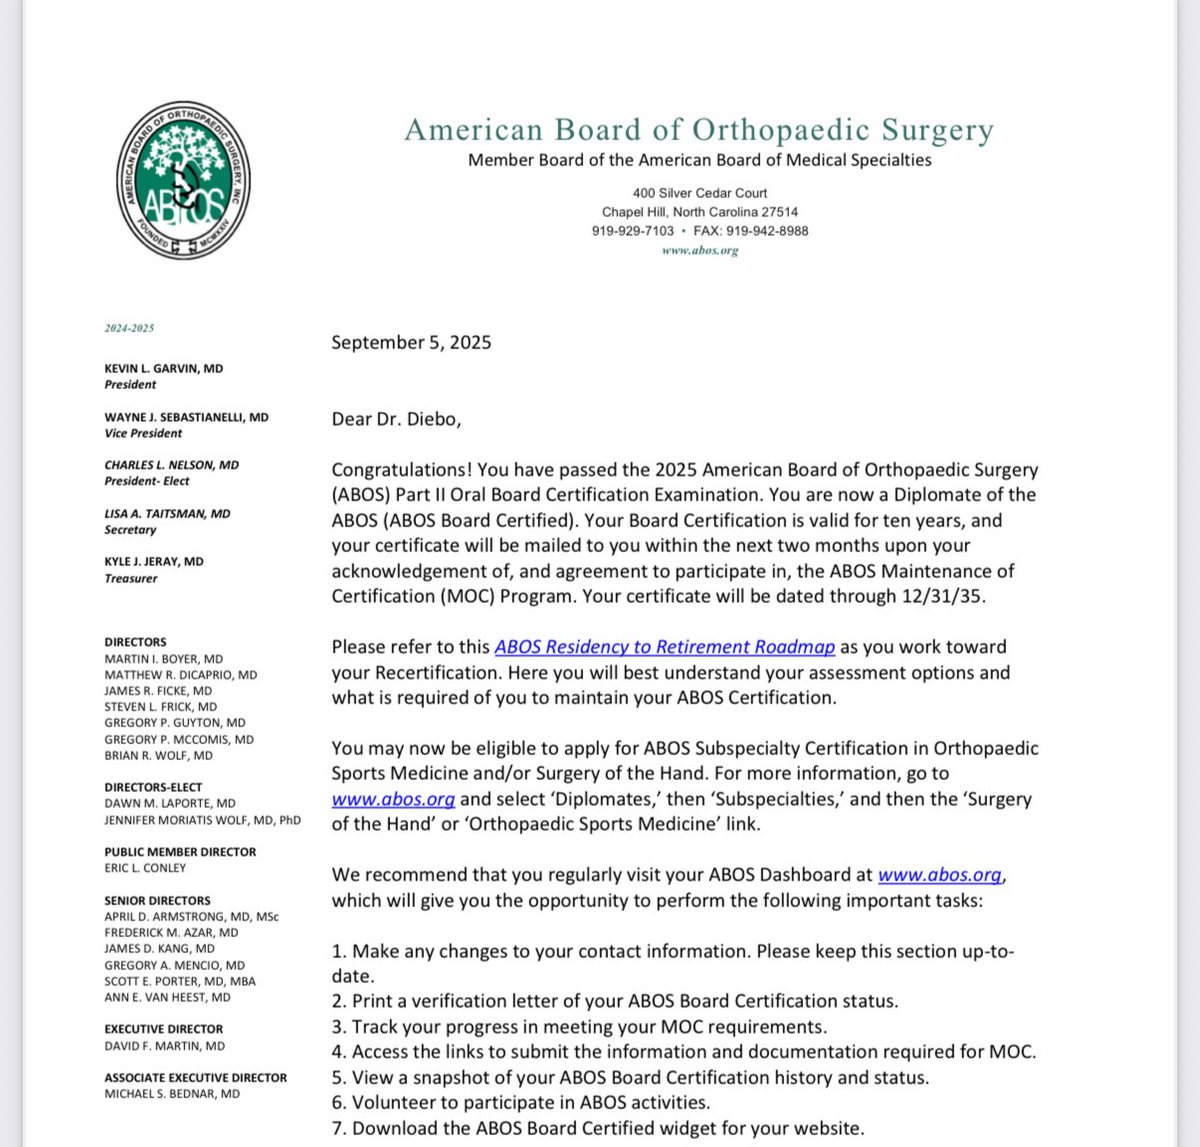 AMERICAN BOARD OF ORTHOPAEDIC SURGERY, INC
ABOS
FOUNDED MCMXXXIV
American Board of Orthopaedic Surgery
Member Board of the American Board of Medical Specialties
400 Silver Cedar Court
Chapel Hill, North Carolina 27514
919-929-7103 • FAX: 919-942-8988
www.abos.org
2024-2025
KEVIN L. GARVIN, MD
President
WAYNE J. SEBASTIANELLI, MD
Vice President
CHARLES L. NELSON, MD
President- Elect
LISA A. TAITSMAN, MD
Secretary
KYLE J. JERAY, MD
Treasurer
DIRECTORS
MARTIN I. BOYER, MD
MATTHEW R. DICAPRIO, MD
JAMES R. FICKE, MD
STEVEN L. FRICK, MD
GREGORY P. GUYTON, MD
GREGORY P. MCCOMIS, MD
BRIAN R. WOLF, MD
DIRECTORS-ELECT
DAWN M. LAPORTE, MD
JENNIFER MORIATIS WOLF, MD, PhD
PUBLIC MEMBER DIRECTOR
ERIC L. CONLEY
SENIOR DIRECTORS
APRIL D. ARMSTRONG, MD, MSc
FREDERICK M. AZAR, MD
JAMES D. KANG, MD
GREGORY A. MENCIO, MD
SCOTT E. PORTER, MD, MBA
ANN E. VAN HEEST, MD
EXECUTIVE DIRECTOR
DAVID F. MARTIN, MD
ASSOCIATE EXECUTIVE DIRECTOR
MICHAEL S. BEDNAR, MD
September 5, 2025
Dear Dr. Diebo,
Congratulations! You have passed the 2025 American Board of Orthopaedic Surgery
(ABOS) Part II Oral Board Certification Examination. You are now a Diplomate of the
ABOS (ABOS Board Certified). Your Board Certification is valid for ten years, and
your certificate will be mailed to you within the next two months upon your
acknowledgement of, and agreement to participate in, the ABOS Maintenance of
Certification (MOC) Program. Your certificate will be dated through 12/31/35.
Please refer to this ABOS Residency to Retirement Roadmap as you work toward
your Recertification. Here you will best understand your assessment options and
what is required of you to maintain your ABOS Certification.
You may now be eligible to apply for ABOS Subspecialty Certification in Orthopaedic
Sports Medicine and/or Surgery of the Hand. For more information, go to
www.abos.org and select ‘Diplomates,’ then ‘Subspecialties,’ and then the ‘Surgery
of the Hand’ or ‘Orthopaedic Sports Medicine’ link.
We recommend that you regularly visit your ABOS Dashboard at www.abos.org,
which will give you the opportunity to perform the following important tasks:
1. Make any changes to your contact information. Please keep this section up-to-
date.
2. Print a verification letter of your ABOS Board Certification status.
3. Track your progress in meeting your MOC requirements.
4. Access the links to submit the information and documentation required for MOC.
5. View a snapshot of your ABOS Board Certification history and status.
6. Volunteer to participate in ABOS activities.
7. Download the ABOS Board Certified widget for your website.